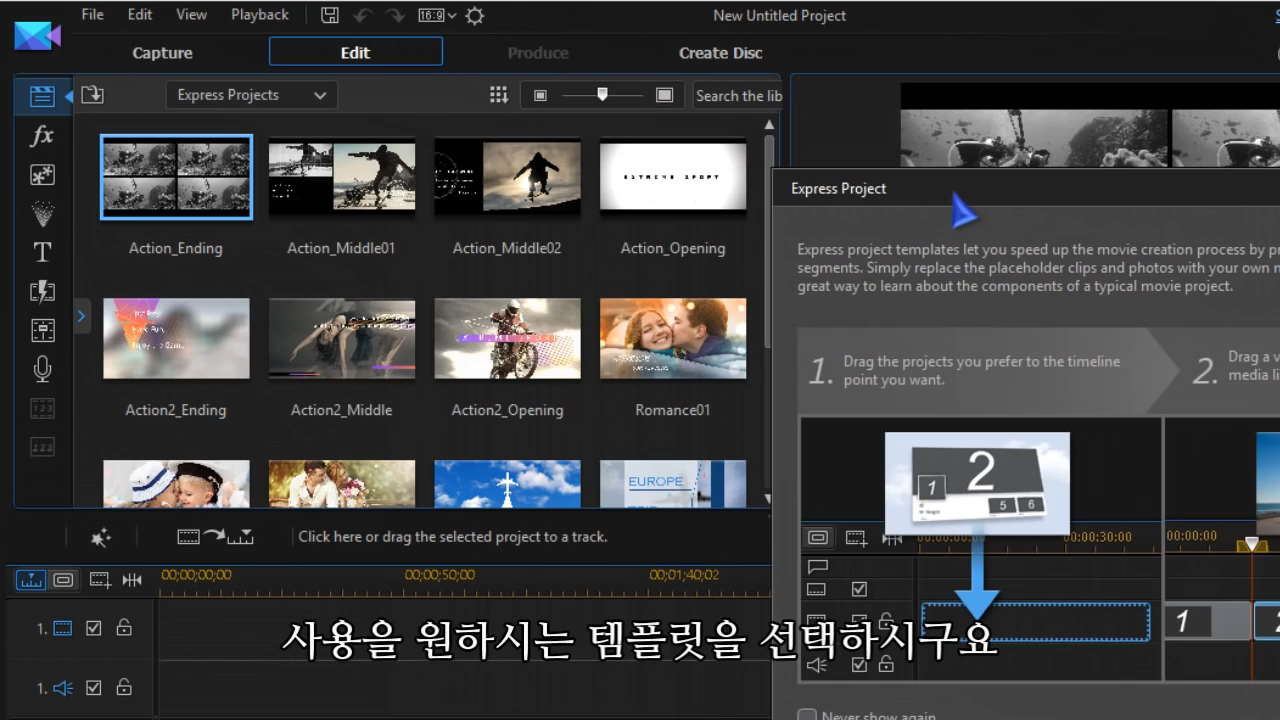 File Edit View Playback 16:9 New Untitled Project
Capture Edit Produce Create Disc
Express Projects Search the lib
EXTREME SPORT
Action_Ending Action_Middle01 Action_Middle02 Action_Opening
Action2_Ending Action2_Middle Action2_Opening Romance01
EUROPE
Click here or drag the selected project to a track.
00;00;00;00 00;00;50;00 00;01;40;02
1.
1.
Express Project
Express project templates let you speed up the movie creation process by pr
segments. Simply replace the placeholder clips and photos with your own m
great way to learn about the components of a typical movie project.
1. Drag the projects you prefer to the timeline
point you want.
2. Drag a v
media li
1 2 5 6
00:00:00:00 00:00:30:00 00:00:00
1
사용을 원하시는 템플릿을 선택하시구요
Never show again